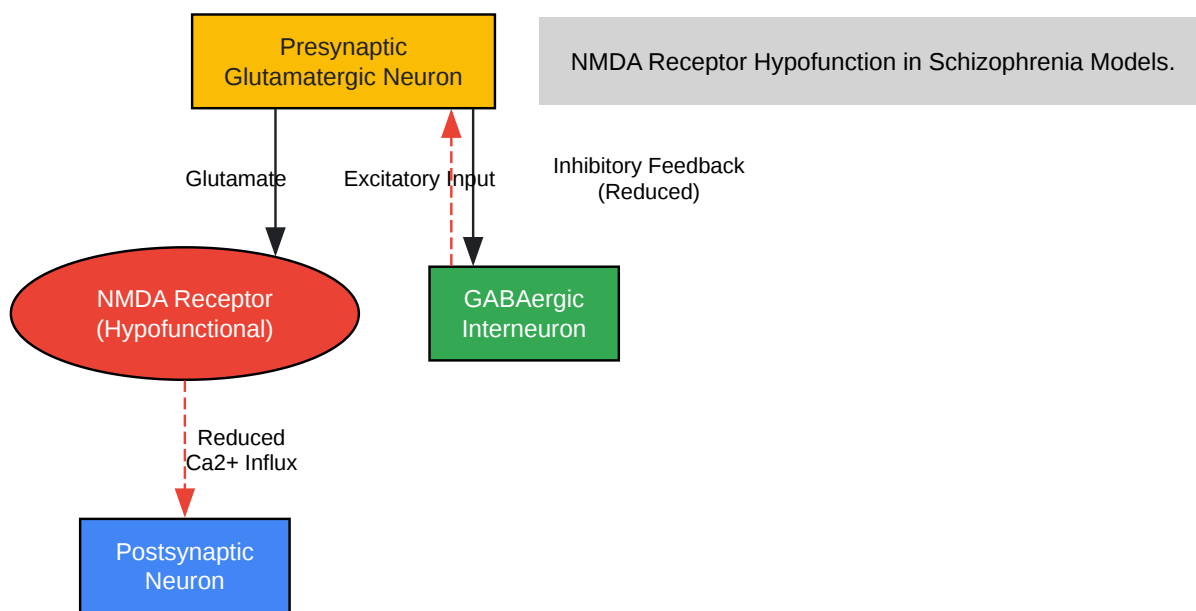 Presynaptic
Glutamatergic Neuron
NMDA Receptor Hypofunction in Schizophrenia Models.
Glutamate
Excitatory Input
Inhibitory Feedback
(Reduced)
NMDA Receptor
(Hypofunctional)
GABAergic
Interneuron
Reduced
Ca2+ Influx
Postsynaptic
Neuron